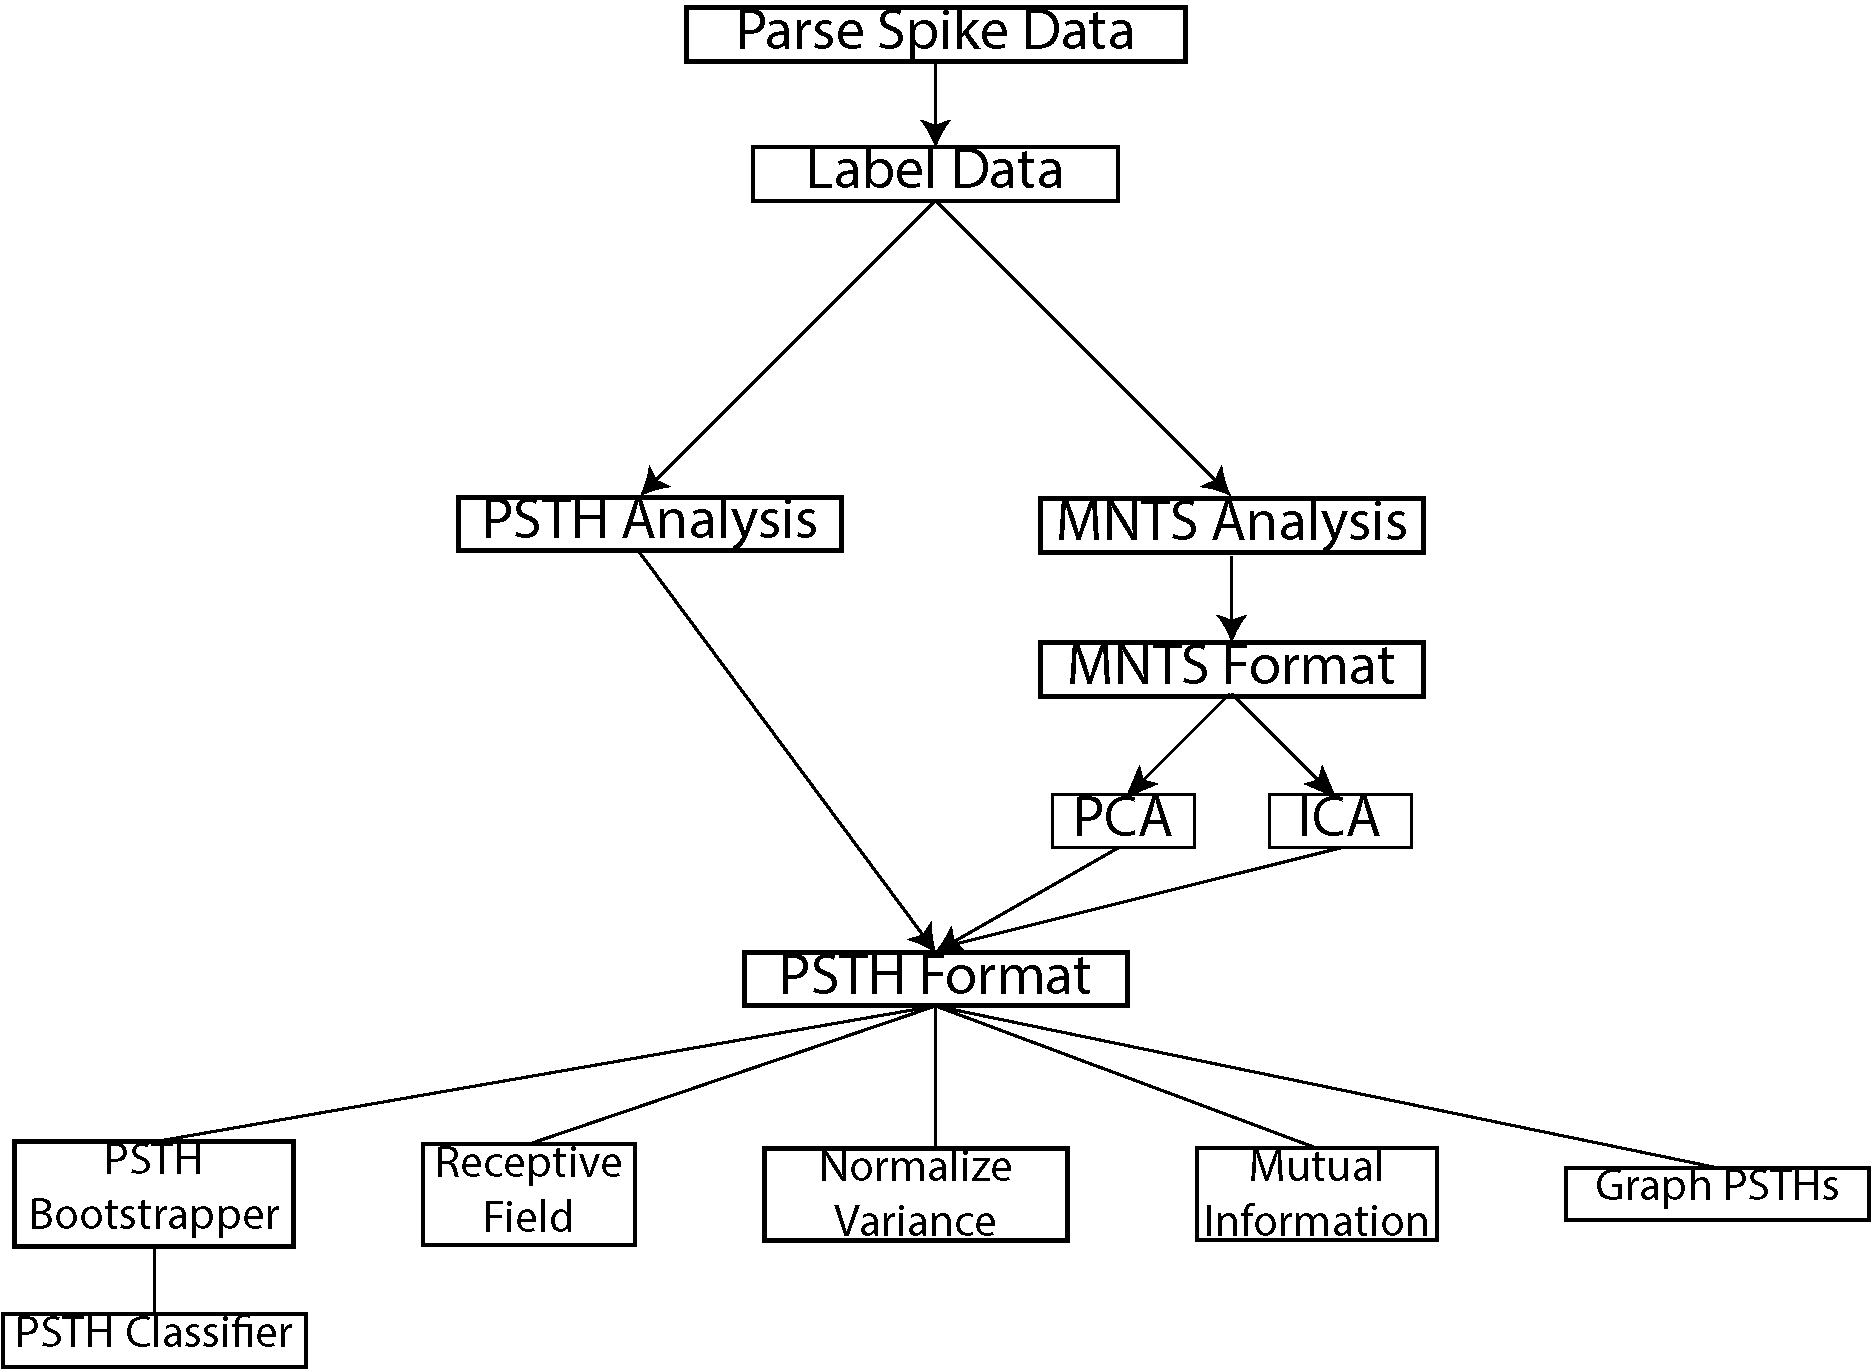 Parse Spike Data
Label Data
PSTH Analysis
MNTS Analysis
MNTS Format
PCA
ICA
PSTH Format
PSTH
Bootstrapper
Receptive
Field
Normalize
Variance
Mutual
Information
Graph PSTHs
PSTH Classifier